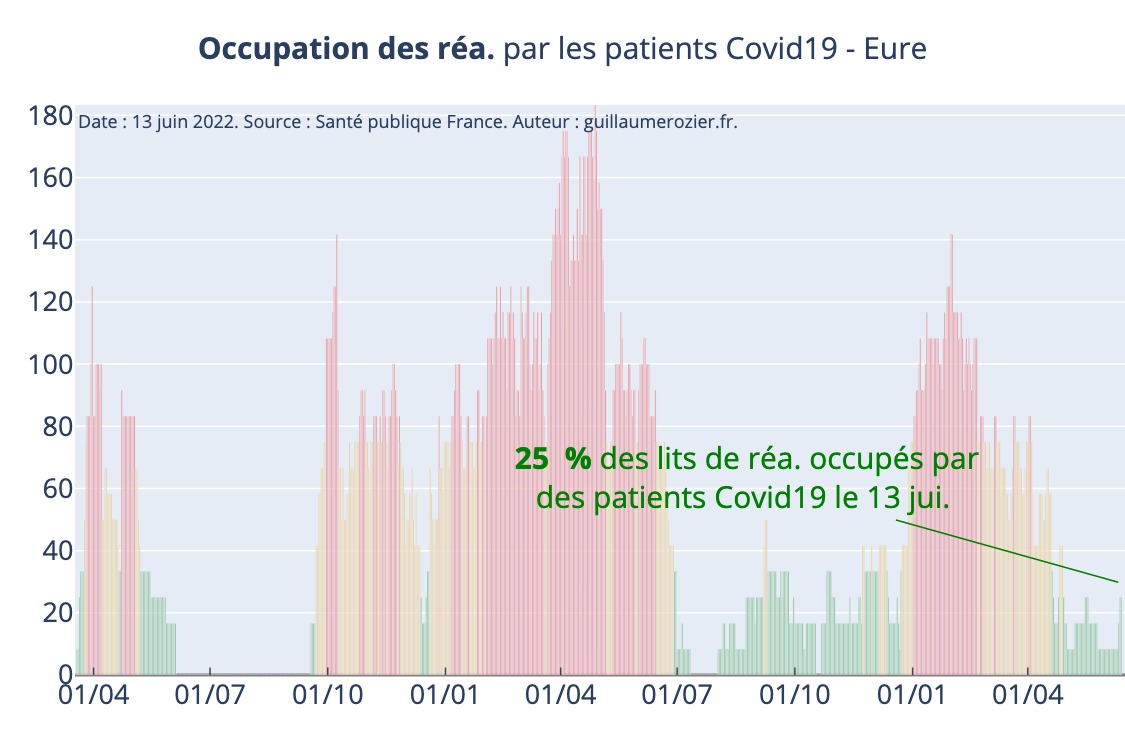 Occupation des réa. par les patients Covid19 - Eure
Date : 13 juin 2022. Source : Santé publique France. Auteur : guillaumerozier.fr.
180
160
140
120
100
80
60
40
20
0
25 % des lits de réa. occupés par
des patients Covid19 le 13 jui.
01/04 01/07 01/10 01/01 01/04 01/07 01/10 01/01 01/04